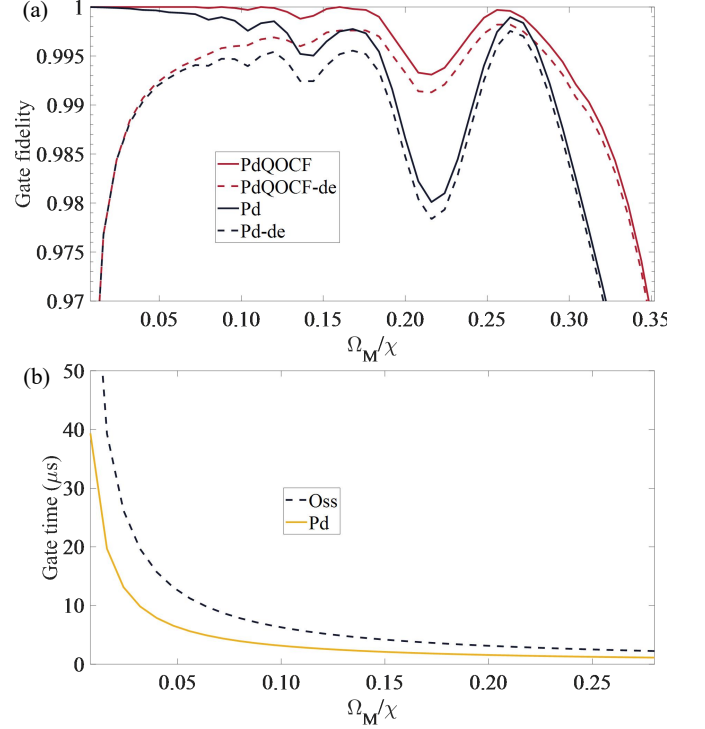 (a)
1
0.995
0.99
0.985
0.98
0.975
0.97
Gate fidelity
PdQOCF
PdQOCF-de
Pd
Pd-de
0.05 0.10 0.15 0.20 0.25 0.30 0.35
Ω_M/χ
(b)
50
40
30
20
10
0
Gate time (μs)
Oss
Pd
0.05 0.10 0.15 0.20 0.25
Ω_M/χ